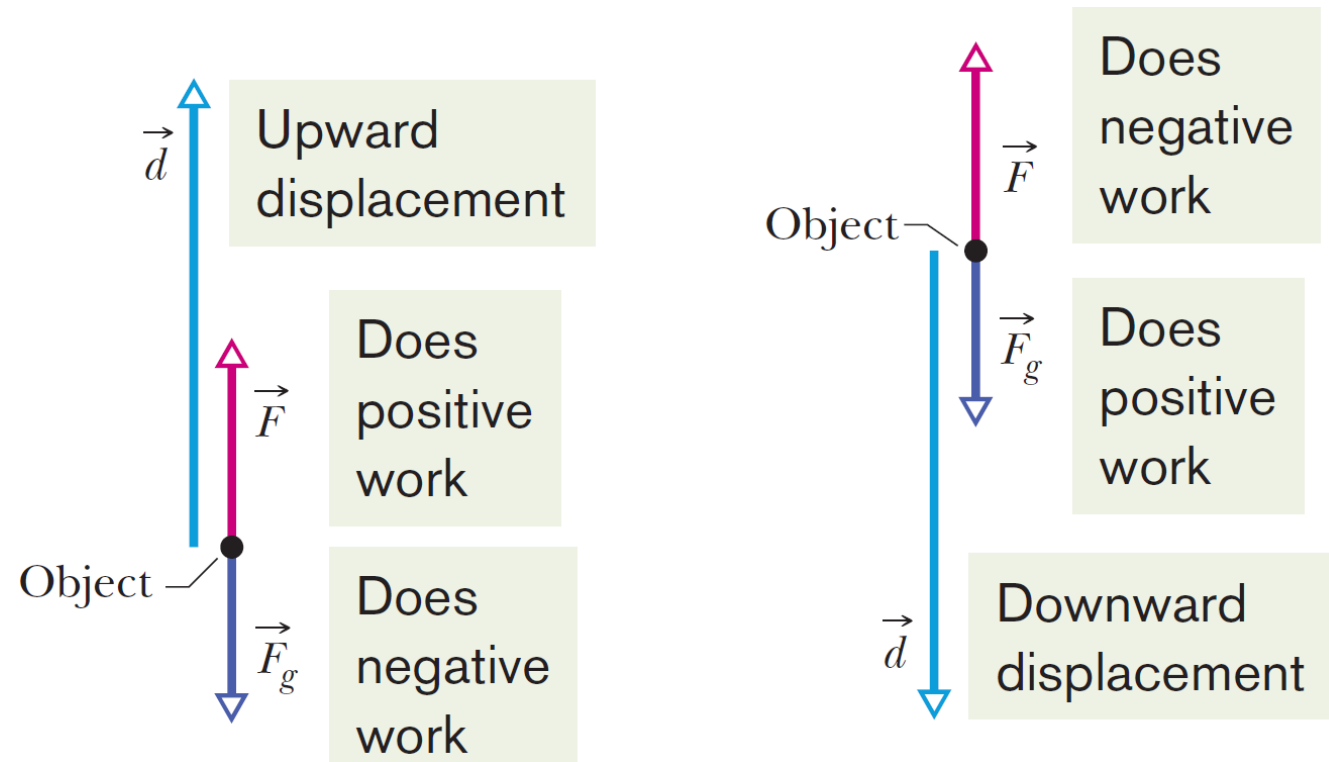 Upward
displacement
d
Does
positive
work
F
Object
Does
negative
work
F_g
Does
negative
work
F
Object
Does
positive
work
F_g
Downward
displacement
d